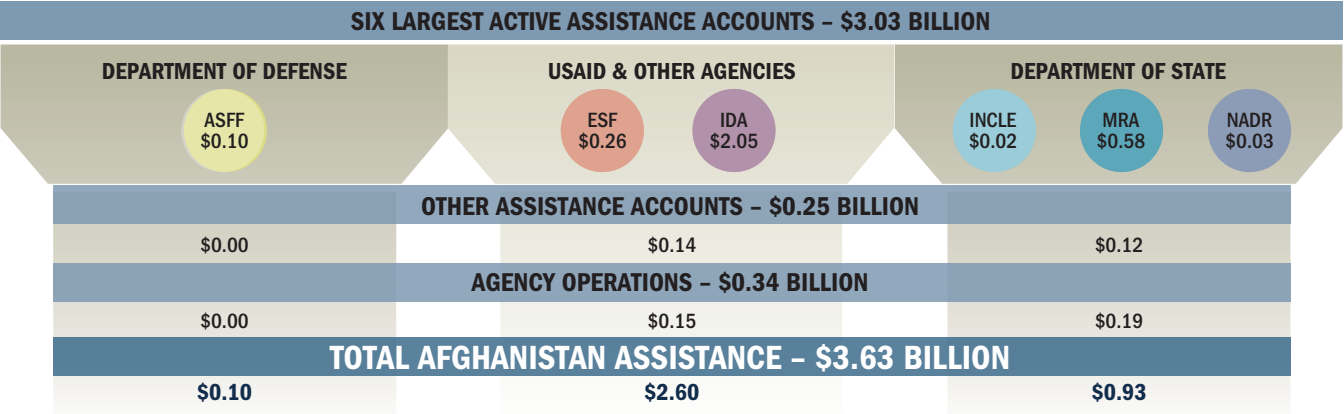 SIX LARGEST ACTIVE ASSISTANCE ACCOUNTS – $3.03 BILLION
DEPARTMENT OF DEFENSE
USAID & OTHER AGENCIES
DEPARTMENT OF STATE
ASFF
$0.10
ESF
$0.26
IDA
$2.05
INCLE
$0.02
MRA
$0.58
NADR
$0.03
OTHER ASSISTANCE ACCOUNTS – $0.25 BILLION
$0.00 $0.14 $0.12
AGENCY OPERATIONS – $0.34 BILLION
$0.00 $0.15 $0.19
TOTAL AFGHANISTAN ASSISTANCE – $3.63 BILLION
$0.10 $2.60 $0.93